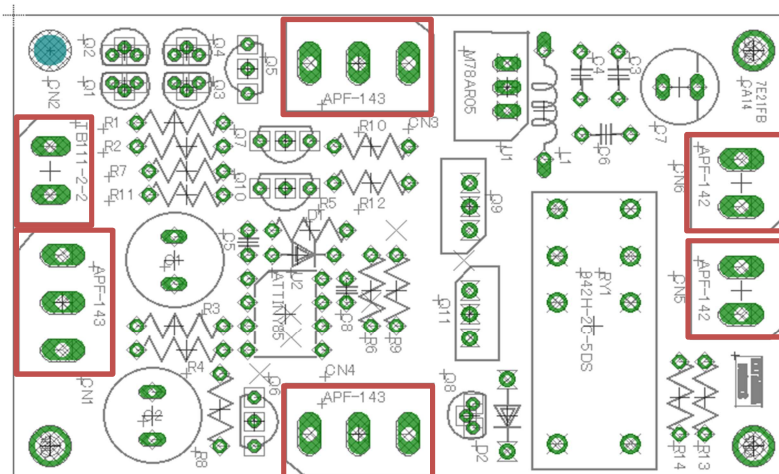 Q2
Q4
Q5
APF-143
CN3
M78AR05
U1
L1
C4
C3
C7
C6
7E21FB
CA14
Q1
Q3
CN2
TB111-2-2
R1
R2
R7
R11
Q7
Q10
R10
R5
R12
D1
Q9
CN6
APF-142
APF-143
CN1
C1
C5
U2
ATTINY85
C8
R6
R9
Q11
RY1
942H-2C-5DS
CN5
APF-142
R3
R4
C2
R8
Q6
CN4
APF-143
Q8
D2
R14
R13